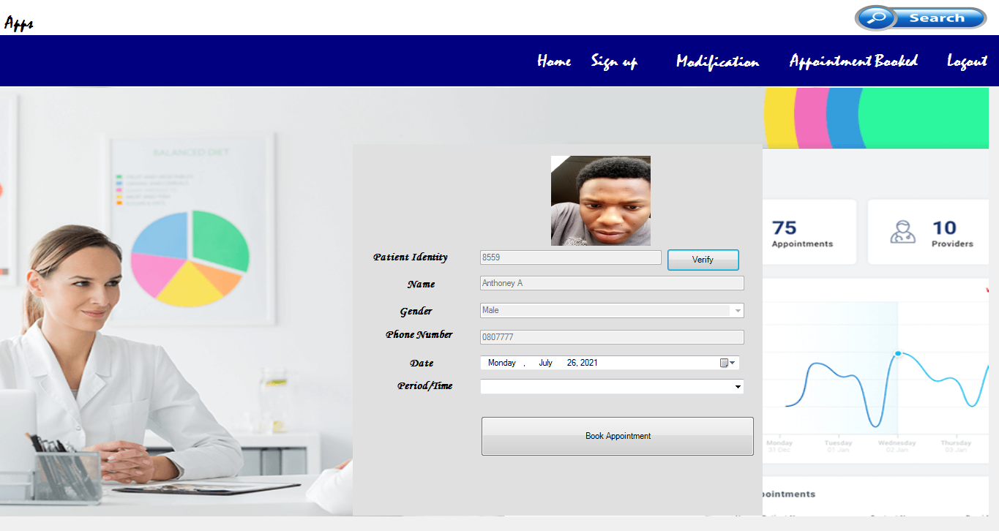 Apps
Search
Home Sign up Modification Appointment Booked Logout
BALANCED DIET
75
Appointments
10
Providers
Patient Identity 8559 Verify
Name Anthoney A
Gender Male
Phone Number 0807777
Date Monday , July 26, 2021
Period/Time
Book Appointment
Monday Tuesday Wednesday Thursday
31 Dec 01 Jan 02 Jan 03 Jan
pointments